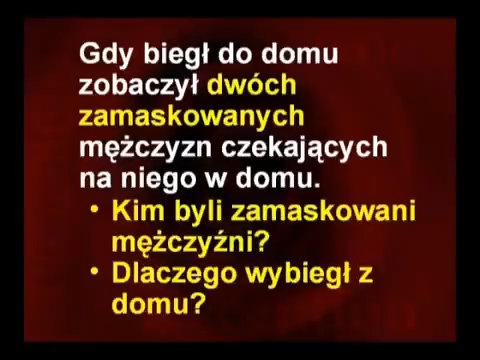 Gdy biegł do domu
zobaczył dwóch
zamaskowanych
mężczyzn czekających
na niego w domu.
• Kim byli zamaskowani
mężczyźni?
• Dlaczego wybiegł z
domu?